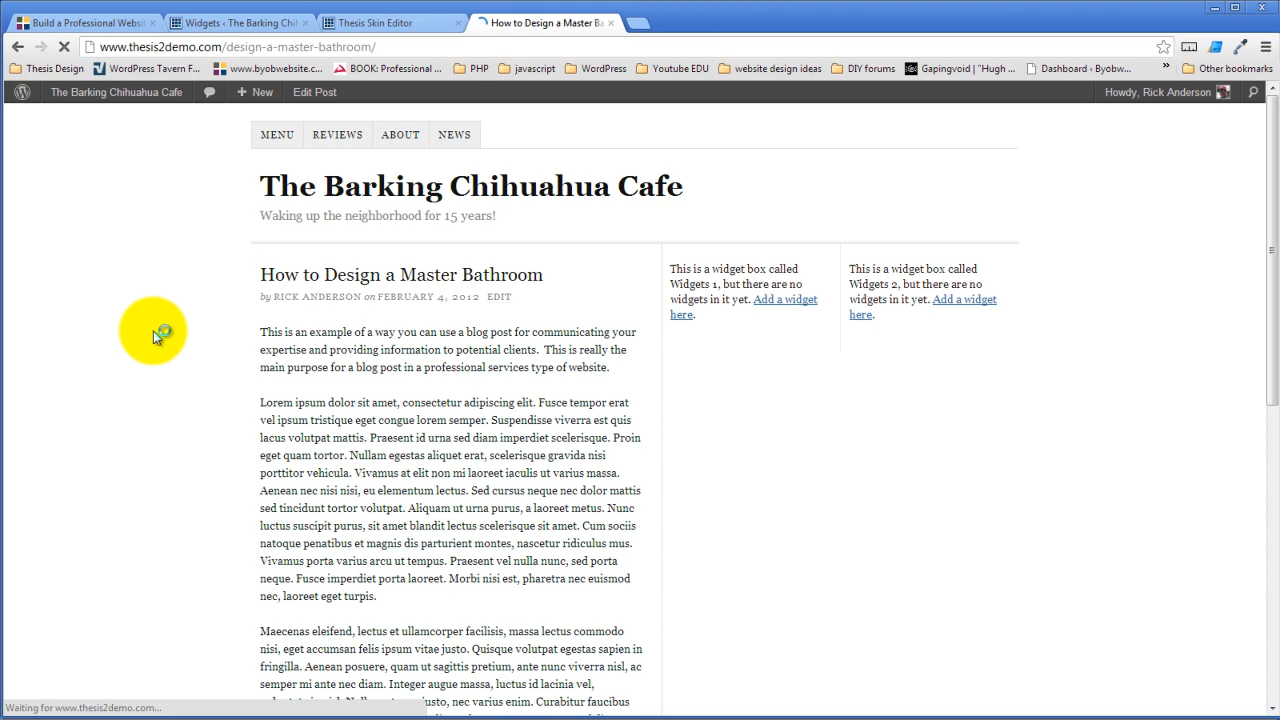 Build a Professional Websit
Widgets ‹ The Barking Chi
Thesis Skin Editor
How to Design a Master Ba
www.thesis2demo.com/design-a-master-bathroom/
Thesis Design
WordPress Tavern F...
www.byobwebsite.c...
BOOK: Professional ...
PHP
javascript
WordPress
Youtube EDU
website design ideas
DIY forums
Gapingvoid "Hugh ...
Dashboard ‹ Byobw...
»
Other bookmarks
The Barking Chihuahua Cafe
+ New
Edit Post
Howdy, Rick Anderson
MENU
REVIEWS
ABOUT
NEWS
The Barking Chihuahua Cafe
Waking up the neighborhood for 15 years!
How to Design a Master Bathroom
by RICK ANDERSON on FEBRUARY 4, 2012 EDIT
This is an example of a way you can use a blog post for communicating your
expertise and providing information to potential clients.  This is really the
main purpose for a blog post in a professional services type of website.
Lorem ipsum dolor sit amet, consectetur adipiscing elit. Fusce tempor erat
vel ipsum tristique eget congue lorem semper. Suspendisse viverra est quis
lacus volutpat mattis. Praesent id urna sed diam imperdiet scelerisque. Proin
eget quam tortor. Nullam egestas aliquet erat, scelerisque gravida nisi
porttitor vehicula. Vivamus at elit non mi laoreet iaculis ut varius massa.
Aenean nec nisi nisi, eu elementum lectus. Sed cursus neque nec dolor mattis
sed tincidunt tortor volutpat. Aliquam ut urna purus, a laoreet metus. Nunc
luctus suscipit purus, sit amet blandit lectus scelerisque sit amet. Cum sociis
natoque penatibus et magnis dis parturient montes, nascetur ridiculus mus.
Vivamus porta varius arcu ut tempus. Praesent vel nulla nunc, sed porta
neque. Fusce imperdiet porta laoreet. Morbi nisi est, pharetra nec euismod
nec, laoreet eget turpis.
Maecenas eleifend, lectus et ullamcorper facilisis, massa lectus commodo
nisi, eget accumsan felis ipsum vitae justo. Quisque volutpat egestas sapien in
fringilla. Aenean posuere, quam ut sagittis pretium, ante nunc viverra nisl, ac
semper mi ante nec diam. Integer augue massa, luctus id lacinia vel,
justo, nec varius enim. Curabitur faucibus
This is a widget box called
Widgets 1, but there are no
widgets in it yet. Add a widget
here.
This is a widget box called
Widgets 2, but there are no
widgets in it yet. Add a widget
here.
Waiting for www.thesis2demo.com...